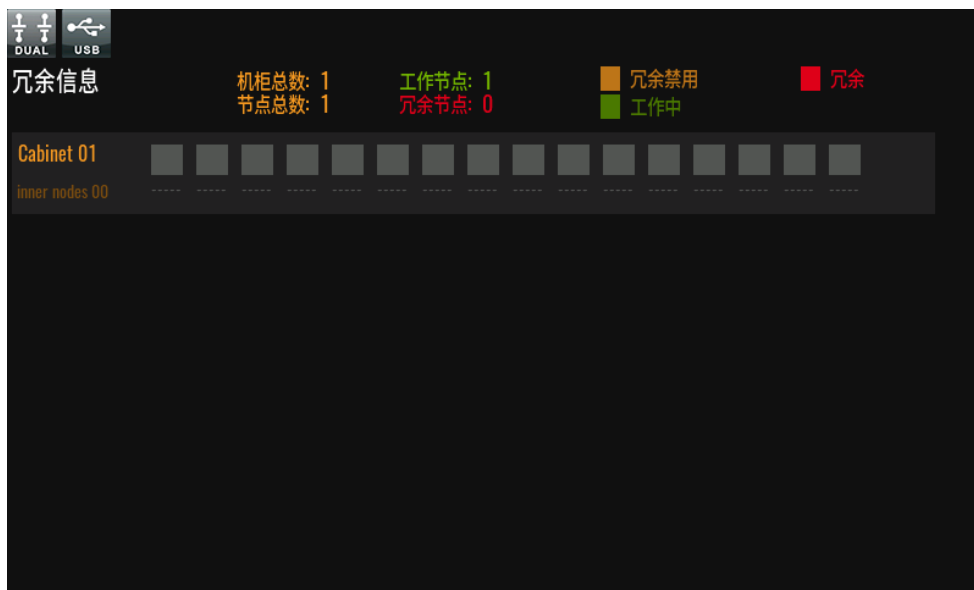 DUAL USB
冗余信息
机柜总数: 1 工作节点: 1 冗余禁用 冗余
节点总数: 1 冗余节点: 0 工作中
Cabinet 01
inner nodes 00 ----- ----- ----- ----- ----- ----- ----- ----- ----- ----- ----- ----- ----- ----- ----- -----